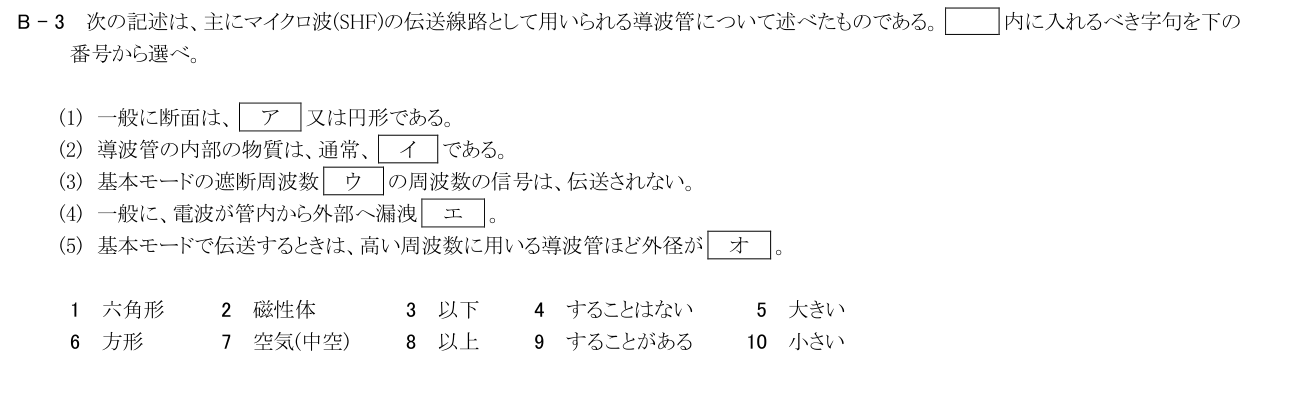 B－3 次の記述は、主にマイクロ波(SHF)の伝送線路として用いられる導波管について述べたものである。 内に入れるべき字句を下の
番号から選べ。
(1) 一般に断面は、 ア 又は円形である。
(2) 導波管の内部の物質は、通常、 イ である。
(3) 基本モードの遮断周波数 ウ の周波数の信号は、伝送されない。
(4) 一般に、電波が管内から外部へ漏洩 エ 。
(5) 基本モードで伝送するときは、高い周波数に用いる導波管ほど外径が オ 。
1 六角形 2 磁性体 3 以下 4 することはない 5 大きい
6 方形 7 空気(中空) 8 以上 9 することがある 10 小さい